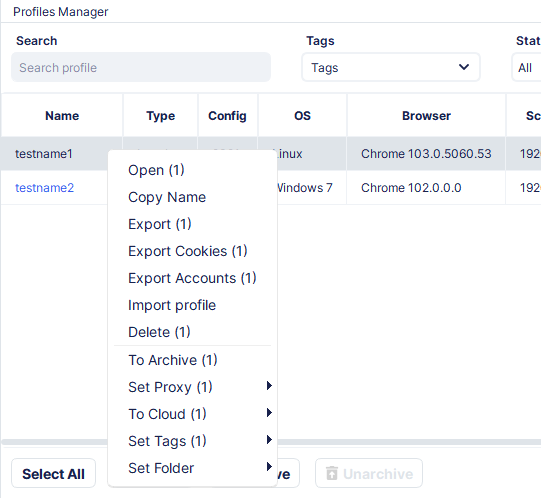 Profiles Manager
Search Tags Stat
Search profile Tags All
Name Type Config OS Browser Sc
testname1 Linux Chrome 103.0.5060.53 192
testname2 Windows 7 Chrome 102.0.0.0 192
Open (1)
Copy Name
Export (1)
Export Cookies (1)
Export Accounts (1)
Import profile
Delete (1)
To Archive (1)
Set Proxy (1)
To Cloud (1)
Set Tags (1)
Set Folder
Select All Unarchive